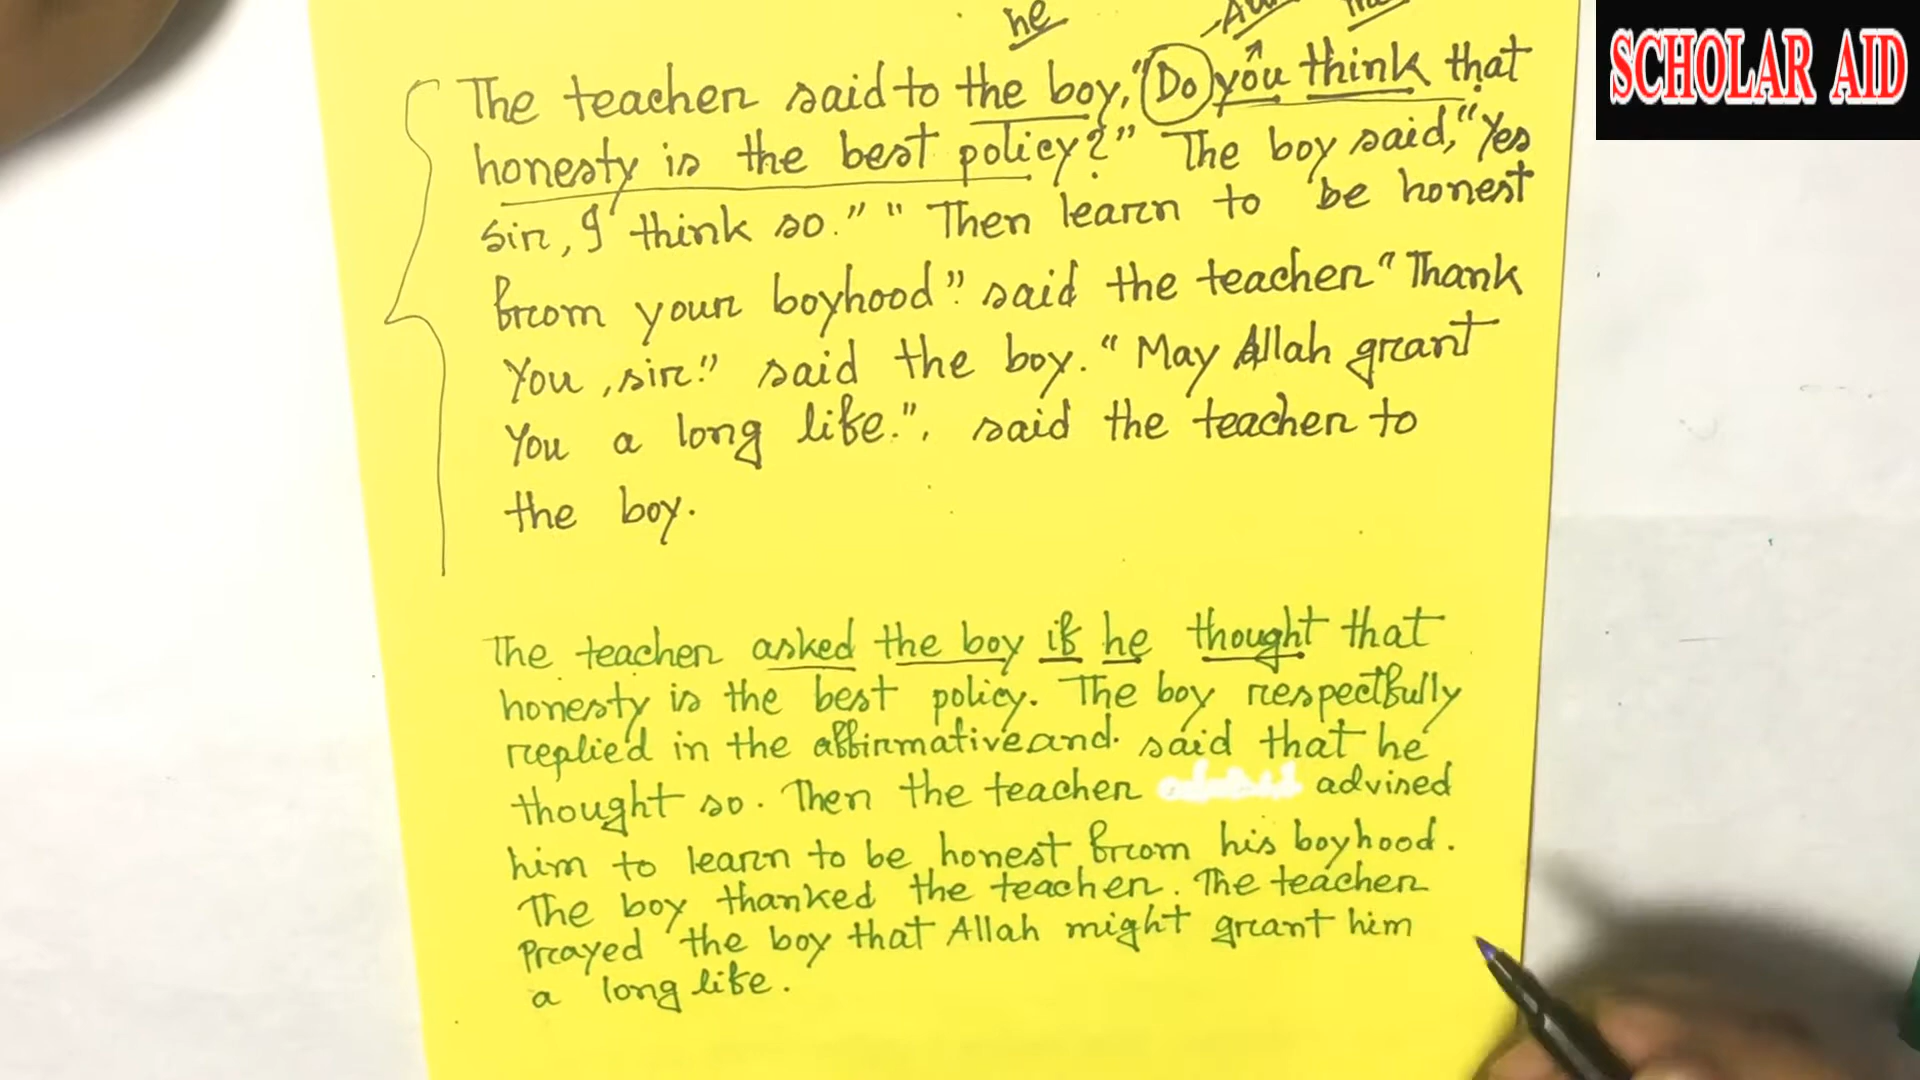 he
SCHOLAR AID
The teacher said to the boy, "Do you think that
honesty is the best policy?" The boy said, "Yes
sir, I think so." "Then learn to be honest
from your boyhood". said the teacher "Thank
You, sir." said the boy. "May Allah grant
You a long life.". said the teacher to
the boy.
The teacher asked the boy if he thought that
honesty is the best policy. The boy respectfully
replied in the affirmative and. said that he
thought so. Then the teacher advised
him to learn to be honest from his boyhood.
The boy thanked the teacher. The teacher
Prayed the boy that Allah might grant him
a long life.